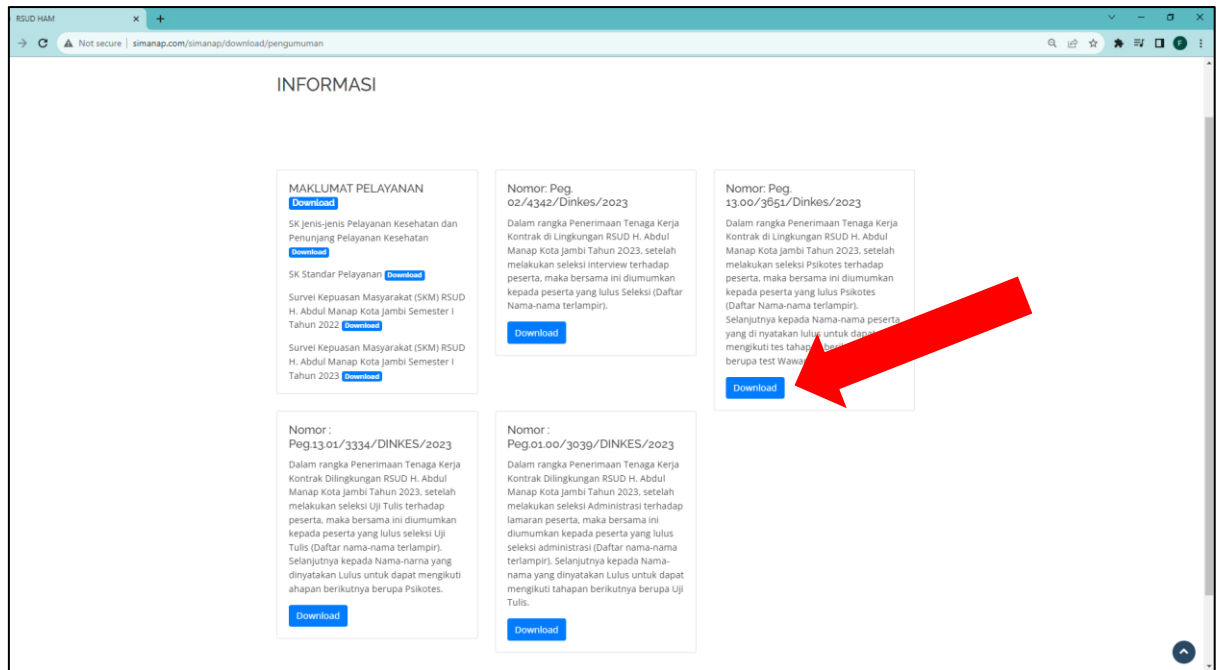 RSUD HAM
Not secure | simanap.com/simanap/download/pengumuman
F
INFORMASI
MAKLUMAT PELAYANAN
Download
SK Jenis-jenis Pelayanan Kesehatan dan
Penunjang Pelayanan Kesehatan
Download
SK Standar Pelayanan Download
Survei Kepuasan Masyarakat (SKM) RSUD
H. Abdul Manap Kota Jambi Semester I
Tahun 2022 Download
Survei Kepuasan Masyarakat (SKM) RSUD
H. Abdul Manap Kota Jambi Semester I
Tahun 2023 Download
Nomor: Peg.
02/4342/Dinkes/2023
Dalam rangka Penerimaan Tenaga Kerja
Kontrak di Lingkungan RSUD H. Abdul
Manap Kota Jambi Tahun 2O23, setelah
melakukan seleksi interview terhadap
peserta, maka bersama ini diumumkan
kepada peserta yang lulus Seleksi (Daftar
Nama-nama terlampir).
Download
Nomor: Peg.
13.00/3651/Dinkes/2023
Dalam rangka Penerimaan Tenaga Kerja
Kontrak di Lingkungan RSUD H. Abdul
Manap Kota Jambi Tahun 2O23, setelah
melakukan seleksi Psikotes terhadap
peserta, maka bersama ini diumumkan
kepada peserta yang lulus Psikotes
(Daftar Nama-nama terlampir).
Selanjutnya kepada Nama-nama peserta
yang di nyatakan lulus untuk dapat
mengikuti tes tahapan
berupa test
Download
Nomor :
Peg.13.01/3334/DINKES/2023
Dalam rangka Penerimaan Tenaga Kerja
Kontrak Dilingkungan RSUD H. Abdul
Manap Kota Jambi Tahun 2023, setelah
melakukan seleksi Uji Tulis terhadap
peserta, maka bersama ini diumumkan
kepada peserta yang lulus seleksi Uji
Tulis (Daftar nama-nama terlampir).
Selanjutnya kepada Nama-narna yang
dinyatakan Lulus untuk dapat mengikuti
ahapan berikutnya berupa Psikotes.
Download
Nomor :
Peg.01.00/3039/DINKES/2023
Dalam rangka Penerimaan Tenaga Kerja
Kontrak Dilingkungan RSUD H. Abdul
Manap Kota Jambi Tahun 2023, setelah
melakukan seleksi Administrasi terhadap
lamaran peserta, maka bersama ini
diumumkan kepada peserta yang lulus
seleksi administrasi (Daftar nama-nama
terlampir). Selanjutnya kepada Nama-
nama yang dinyatakan Lulus untuk dapat
mengikuti tahapan berikutnya berupa Uji
Tulis.
Download